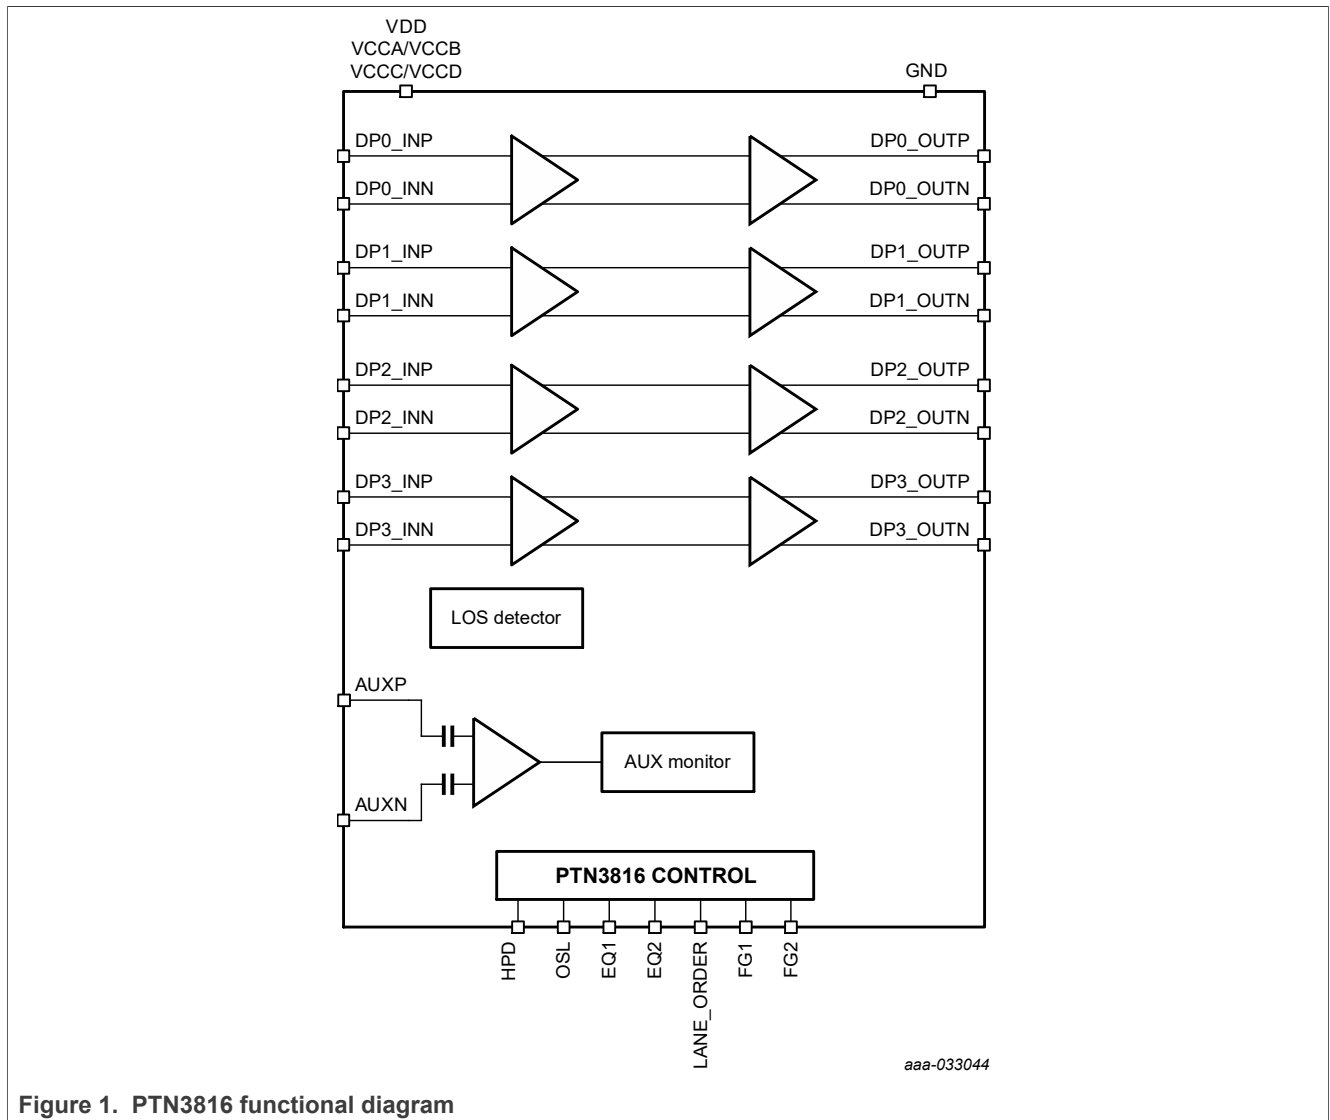 VDD
VCCA/VCCB
VCCC/VCCD
GND
DP0_INP
DP0_OUTP
DP0_INN
DP0_OUTN
DP1_INP
DP1_OUTP
DP1_INN
DP1_OUTN
DP2_INP
DP2_OUTP
DP2_INN
DP2_OUTN
DP3_INP
DP3_OUTP
DP3_INN
DP3_OUTN
LOS detector
AUXP
AUX monitor
AUXN
PTN3816 CONTROL
HPD
OSL
EQ1
EQ2
LANE_ORDER
FG1
FG2
aaa-033044
Figure 1. PTN3816 functional diagram